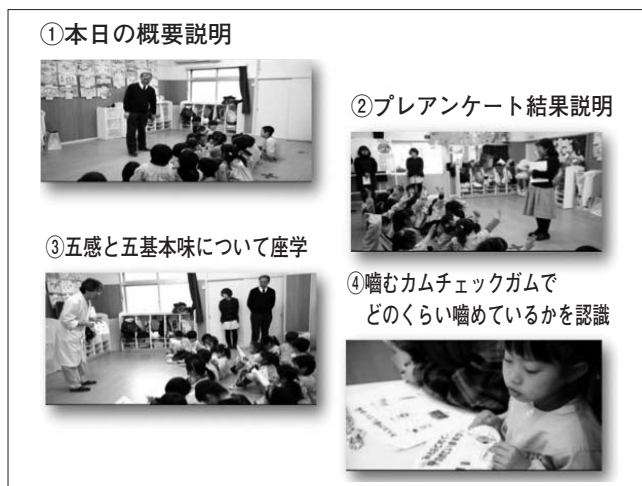 ①本日の概要説明
②プレアンケート結果説明
③五感と五基本味について座学
④噛むカムチェックガムで
どのくらい噛めているかを認識